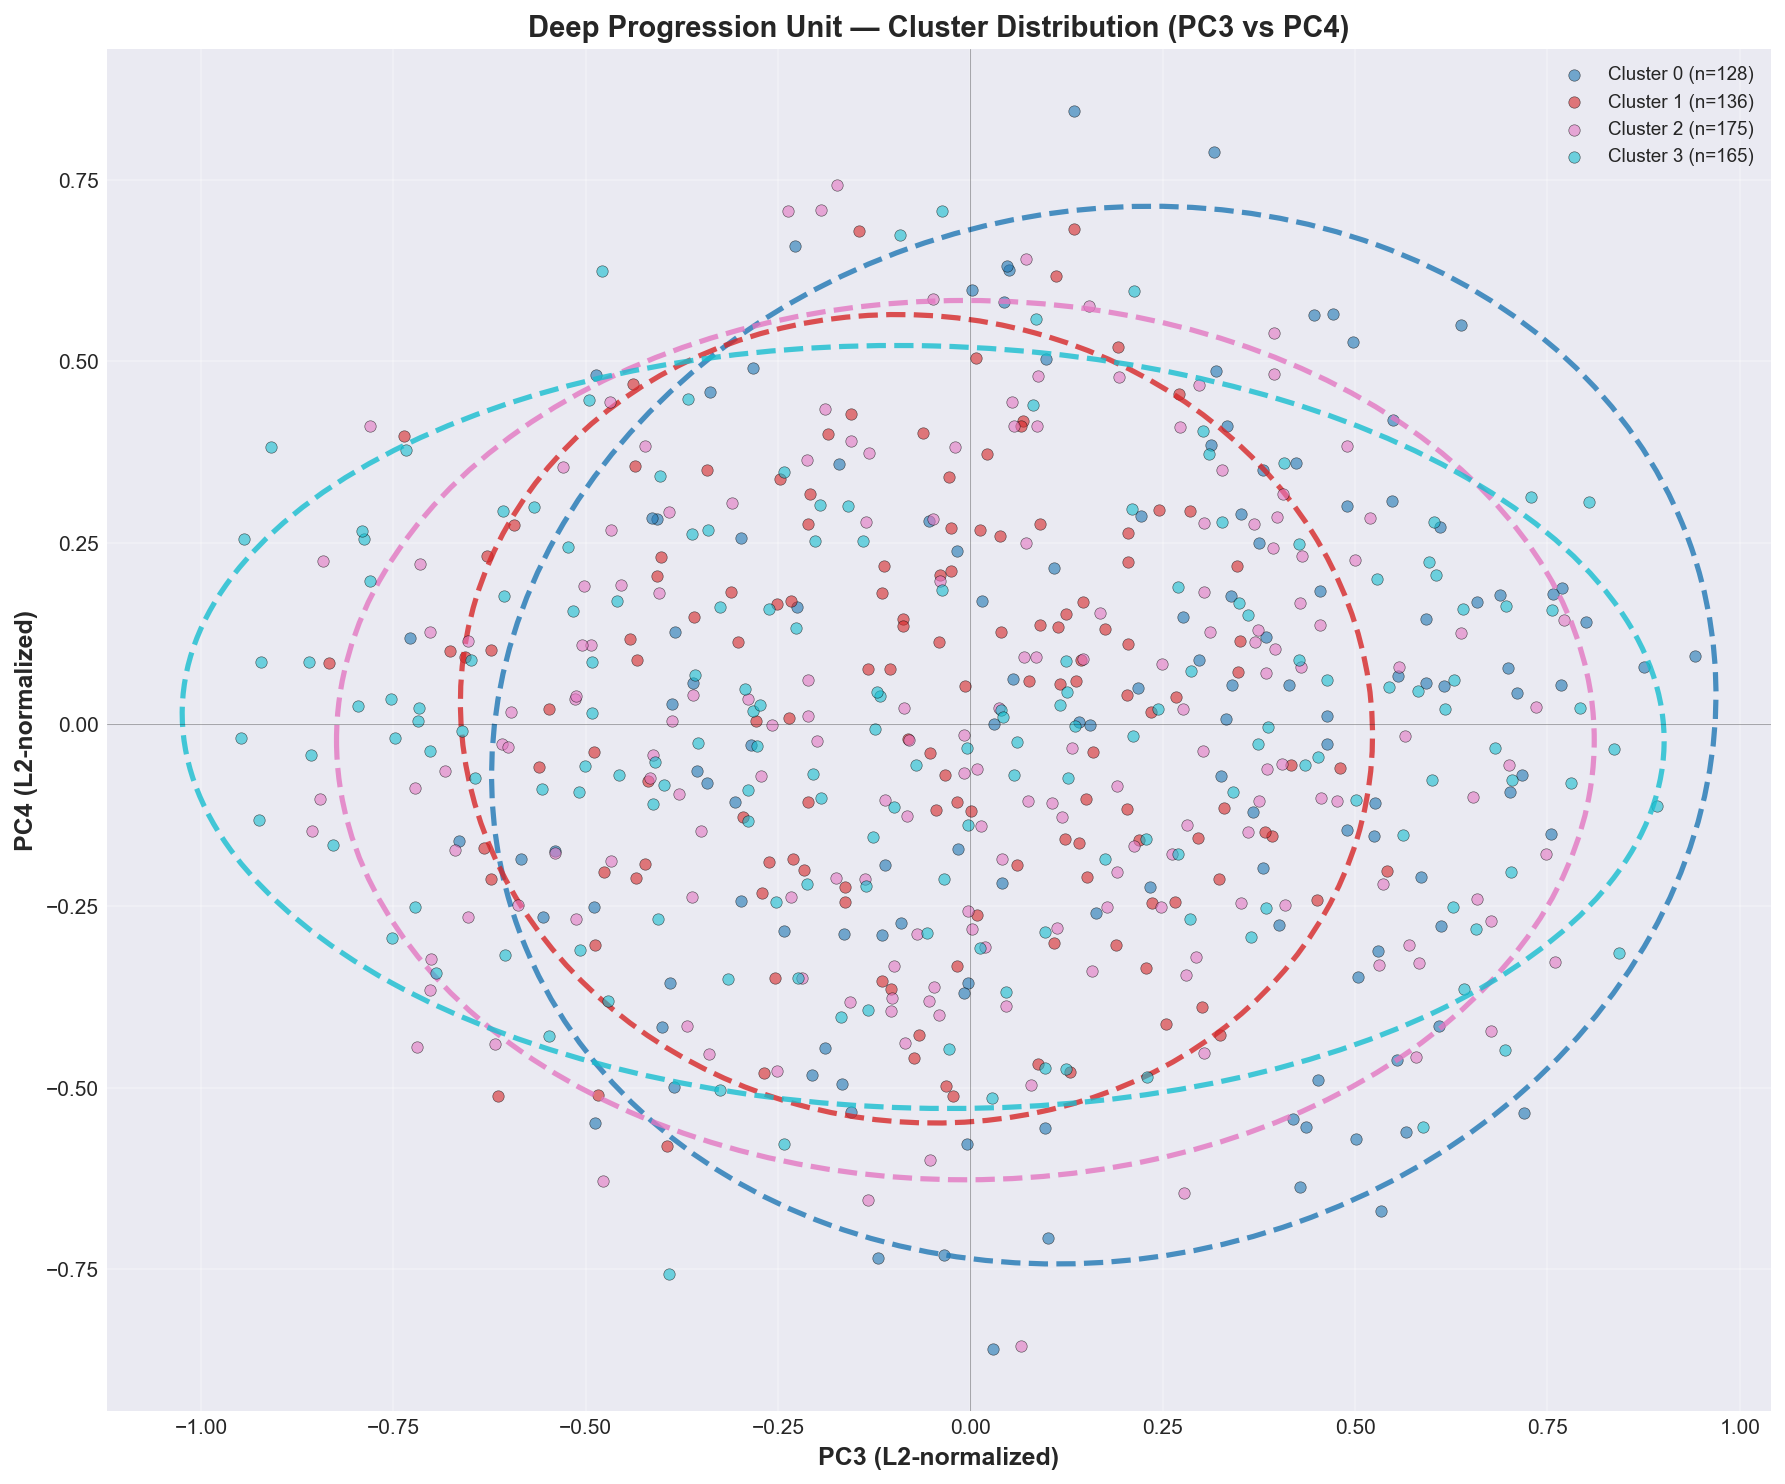 Deep Progression Unit — Cluster Distribution (PC3 vs PC4)
Cluster 0 (n=128)
Cluster 1 (n=136)
Cluster 2 (n=175)
Cluster 3 (n=165)
0.75
0.50
0.25
0.00
−0.25
−0.50
−0.75
PC4 (L2-normalized)
−1.00 −0.75 −0.50 −0.25 0.00 0.25 0.50 0.75 1.00
PC3 (L2-normalized)